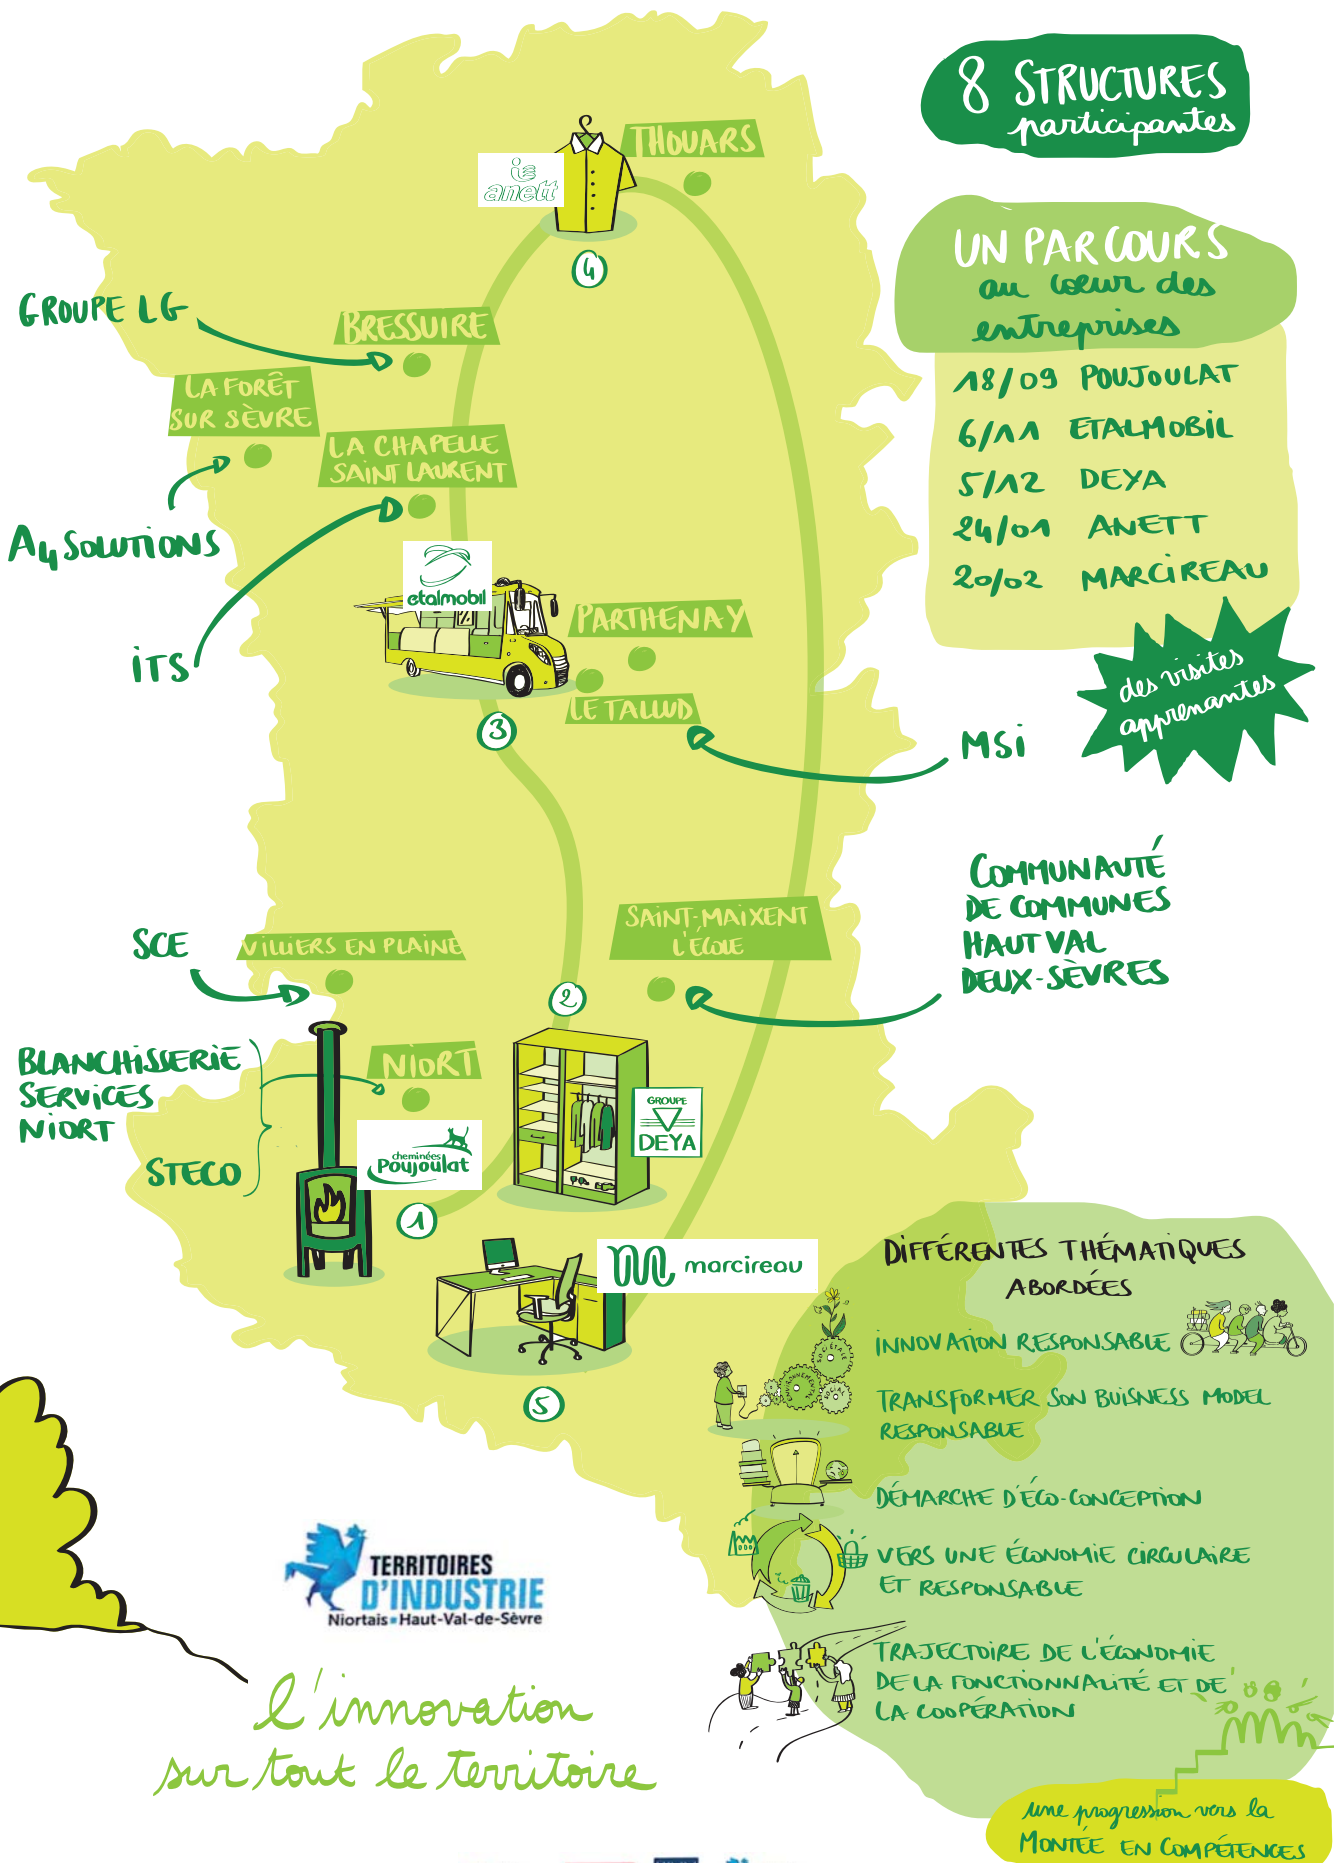 8 STRUCTURES
participantes
UN PARCOURS
au cœur des
entreprises
18/09 POUJOULAT
6/11 ETALMOBIL
5/12 DEYA
24/01 ANETT
20/02 MARCIREAU
des visites
apprenantes
THOUARS
anett
4
GROUPE LG
BRESSUIRE
LA FORÊT
SUR SÈVRE
LA CHAPELLE
SAINT LAURENT
A4 SOLUTIONS
ITS
etalmobil
PARTHENAY
LE TALLUD
3
MSI
COMMUNAUTÉ
DE COMMUNES
HAUT VAL
DEUX-SÈVRES
SAINT-MAIXENT
L'ÉCOLE
SCE
VILLIERS EN PLAINE
2
BLANCHISSERIE
SERVICES
NIORT
STECO
NIORT
cheminées
Poujoulat
1
GROUPE
DEYA
marcireau
5
DIFFÉRENTES THÉMATIQUES
ABORDÉES
INNOVATION RESPONSABLE
SOCIÉTALE
ENVIRONNEMENT
SOCIAL
TRANSFORMER SON BUISNESS MODEL
RESPONSABLE
DÉMARCHE D'ÉCO-CONCEPTION
VERS UNE ÉCONOMIE CIRCULAIRE
ET RESPONSABLE
TRAJECTOIRE DE L'ÉCONOMIE
DE LA FONCTIONNALITÉ ET DE
LA COOPÉRATION
TERRITOIRES
D'INDUSTRIE
Niortais Haut-Val-de-Sèvre
l'innovation
sur tout le territoire
une progression vers la
MONTÉE EN COMPÉTENCES